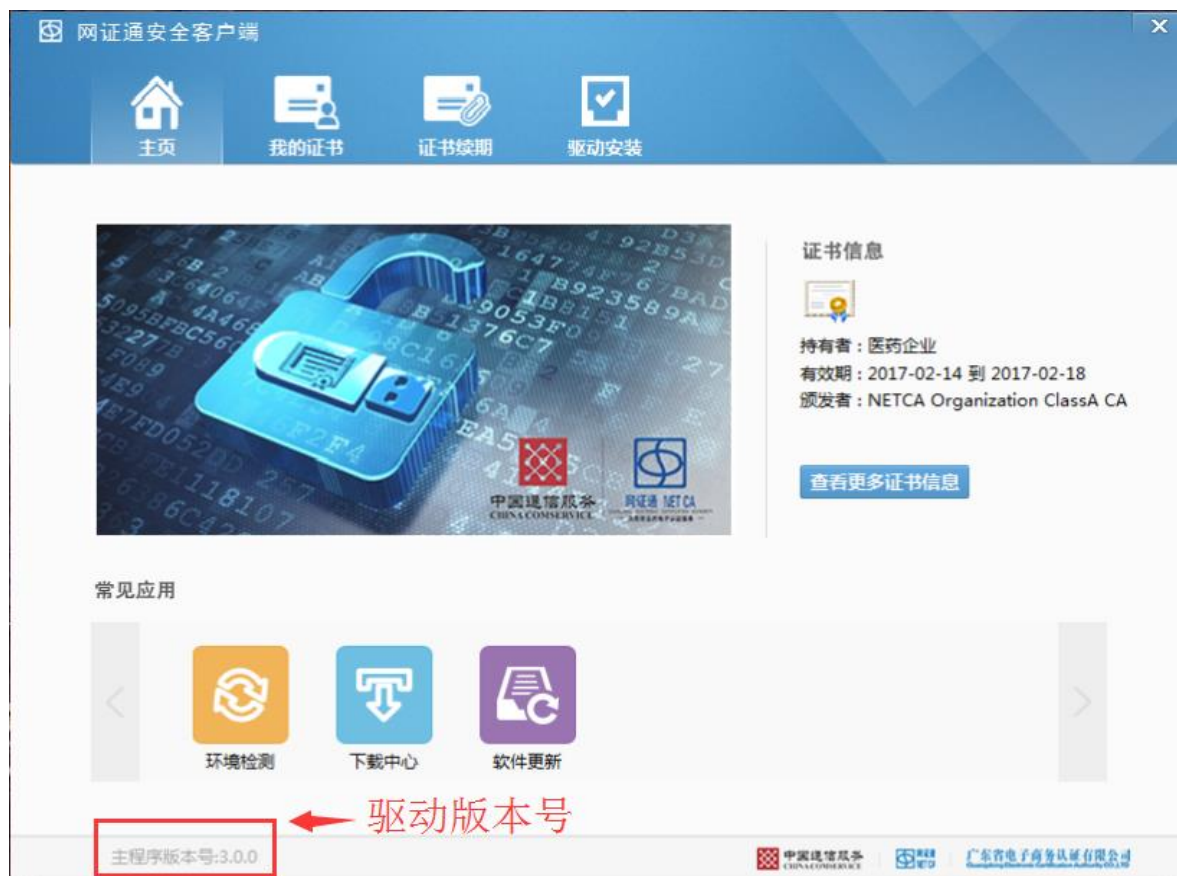 网证通安全客户端
主页
我的证书
证书续期
驱动安装
证书信息
持有者：医药企业
有效期：2017-02-14 到 2017-02-18
颁发者：NETCA Organization ClassA CA
查看更多证书信息
中国通信服务
CHINA COMSERVICE
网证通 NETCA
常见应用
环境检测
下载中心
软件更新
驱动版本号
主程序版本号:3.0.0
中国通信服务
CHINA COMSERVICE
广东省电子商务认证有限公司